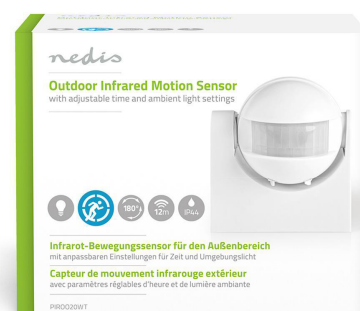 nedis
Outdoor Infrared Motion Sensor
with adjustable time and ambient light settings
180°
12m
IP44
Infrarot-Bewegungssensor für den Außenbereich
mit anpassbaren Einstellungen für Zeit und Umgebungslicht
Capteur de mouvement infrarouge extérieur
avec paramètres réglables d'heure et de lumière ambiante
PIROO20WT